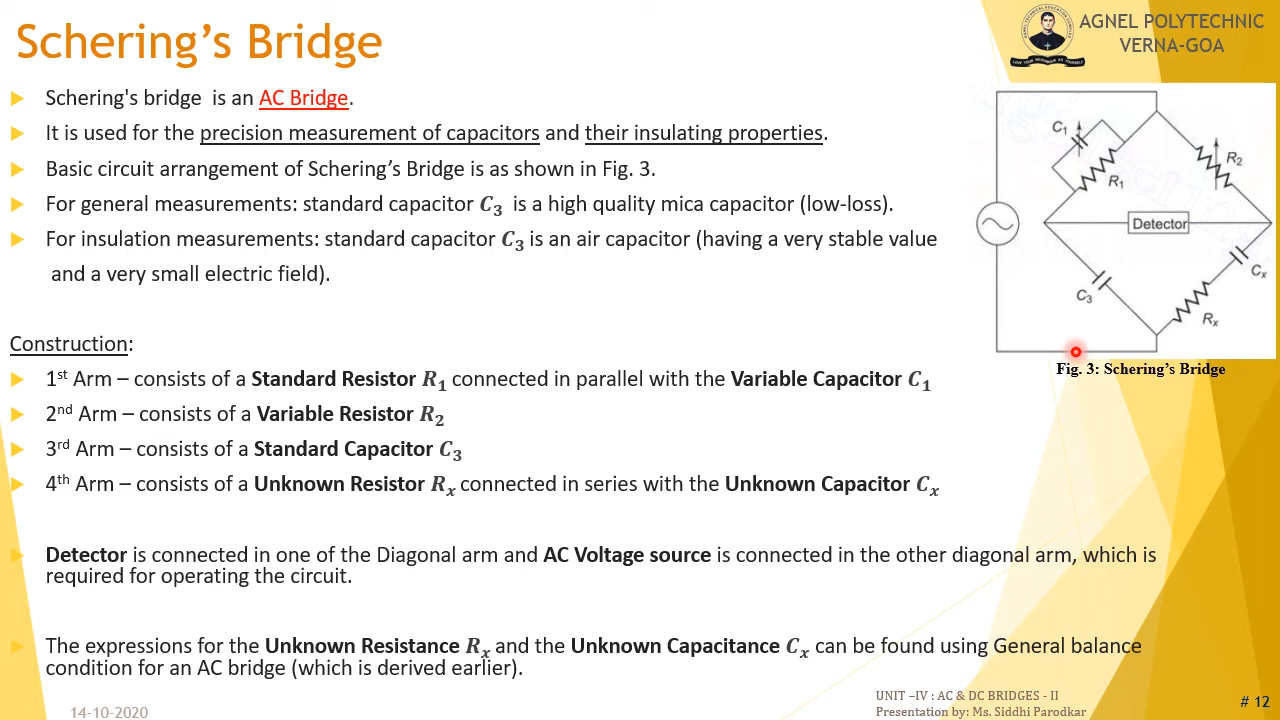 Schering's Bridge
AGNEL POLYTECHNIC
VERNA-GOA
Schering's bridge is an AC Bridge.
It is used for the precision measurement of capacitors and their insulating properties.
Basic circuit arrangement of Schering's Bridge is as shown in Fig. 3.
For general measurements: standard capacitor C3 is a high quality mica capacitor (low-loss).
For insulation measurements: standard capacitor C3 is an air capacitor (having a very stable value
and a very small electric field).
C1
R1
R2
Detector
C3
Cx
Rx
Fig. 3: Schering's Bridge
Construction:
1st Arm – consists of a Standard Resistor R1 connected in parallel with the Variable Capacitor C1
2nd Arm – consists of a Variable Resistor R2
3rd Arm – consists of a Standard Capacitor C3
4th Arm – consists of a Unknown Resistor Rx connected in series with the Unknown Capacitor Cx
Detector is connected in one of the Diagonal arm and AC Voltage source is connected in the other diagonal arm, which is
required for operating the circuit.
The expressions for the Unknown Resistance Rx and the Unknown Capacitance Cx can be found using General balance
condition for an AC bridge (which is derived earlier).
14-10-2020
UNIT –IV : AC & DC BRIDGES - II
Presentation by: Ms. Siddhi Parodkar
# 12